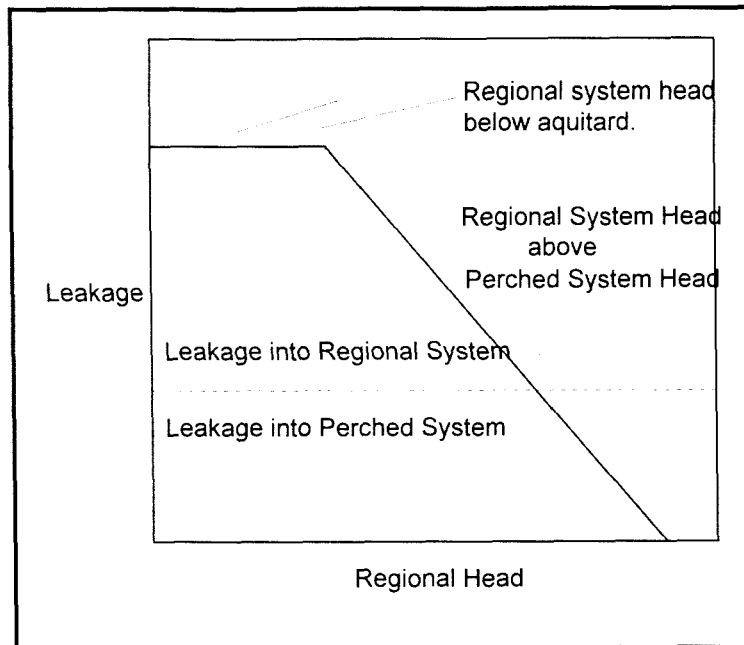 Regional system head
below aquitard.
Regional System Head
above
Perched System Head
Leakage
Leakage into Regional System
Leakage into Perched System
Regional Head